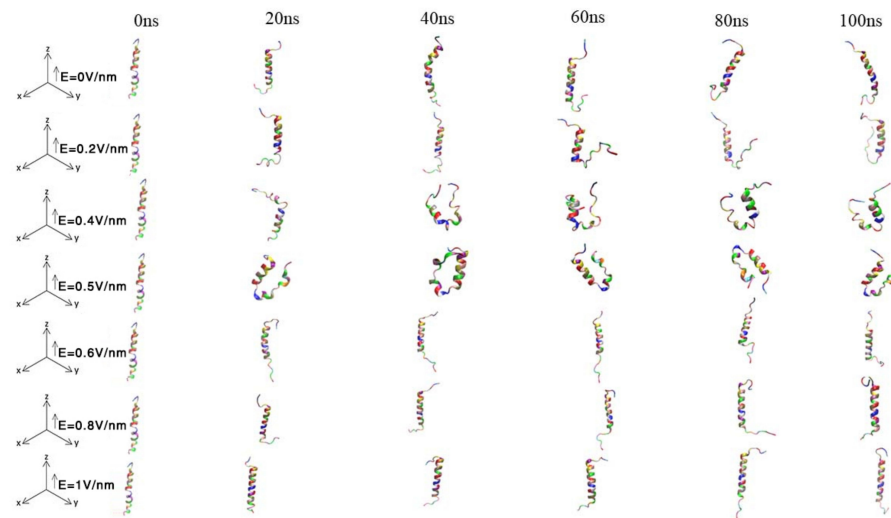 0ns 20ns 40ns 60ns 80ns 100ns
z
E=0V/nm
x y
z
E=0.2V/nm
x y
z
E=0.4V/nm
x y
z
E=0.5V/nm
x y
z
E=0.6V/nm
x y
z
E=0.8V/nm
x y
z
E=1V/nm
x y